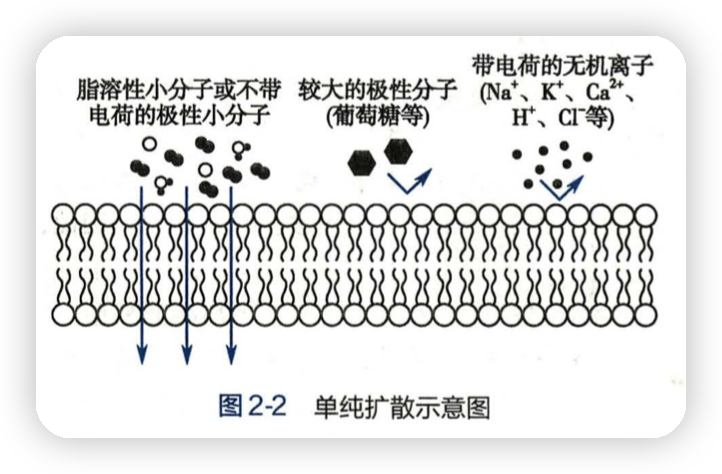 脂溶性小分子或不带
电荷的极性小分子
较大的极性分子
(葡萄糖等)
带电荷的无机离子
(Na⁺、K⁺、Ca²⁺、
H⁺、Cl⁻等)
图2-2 单纯扩散示意图